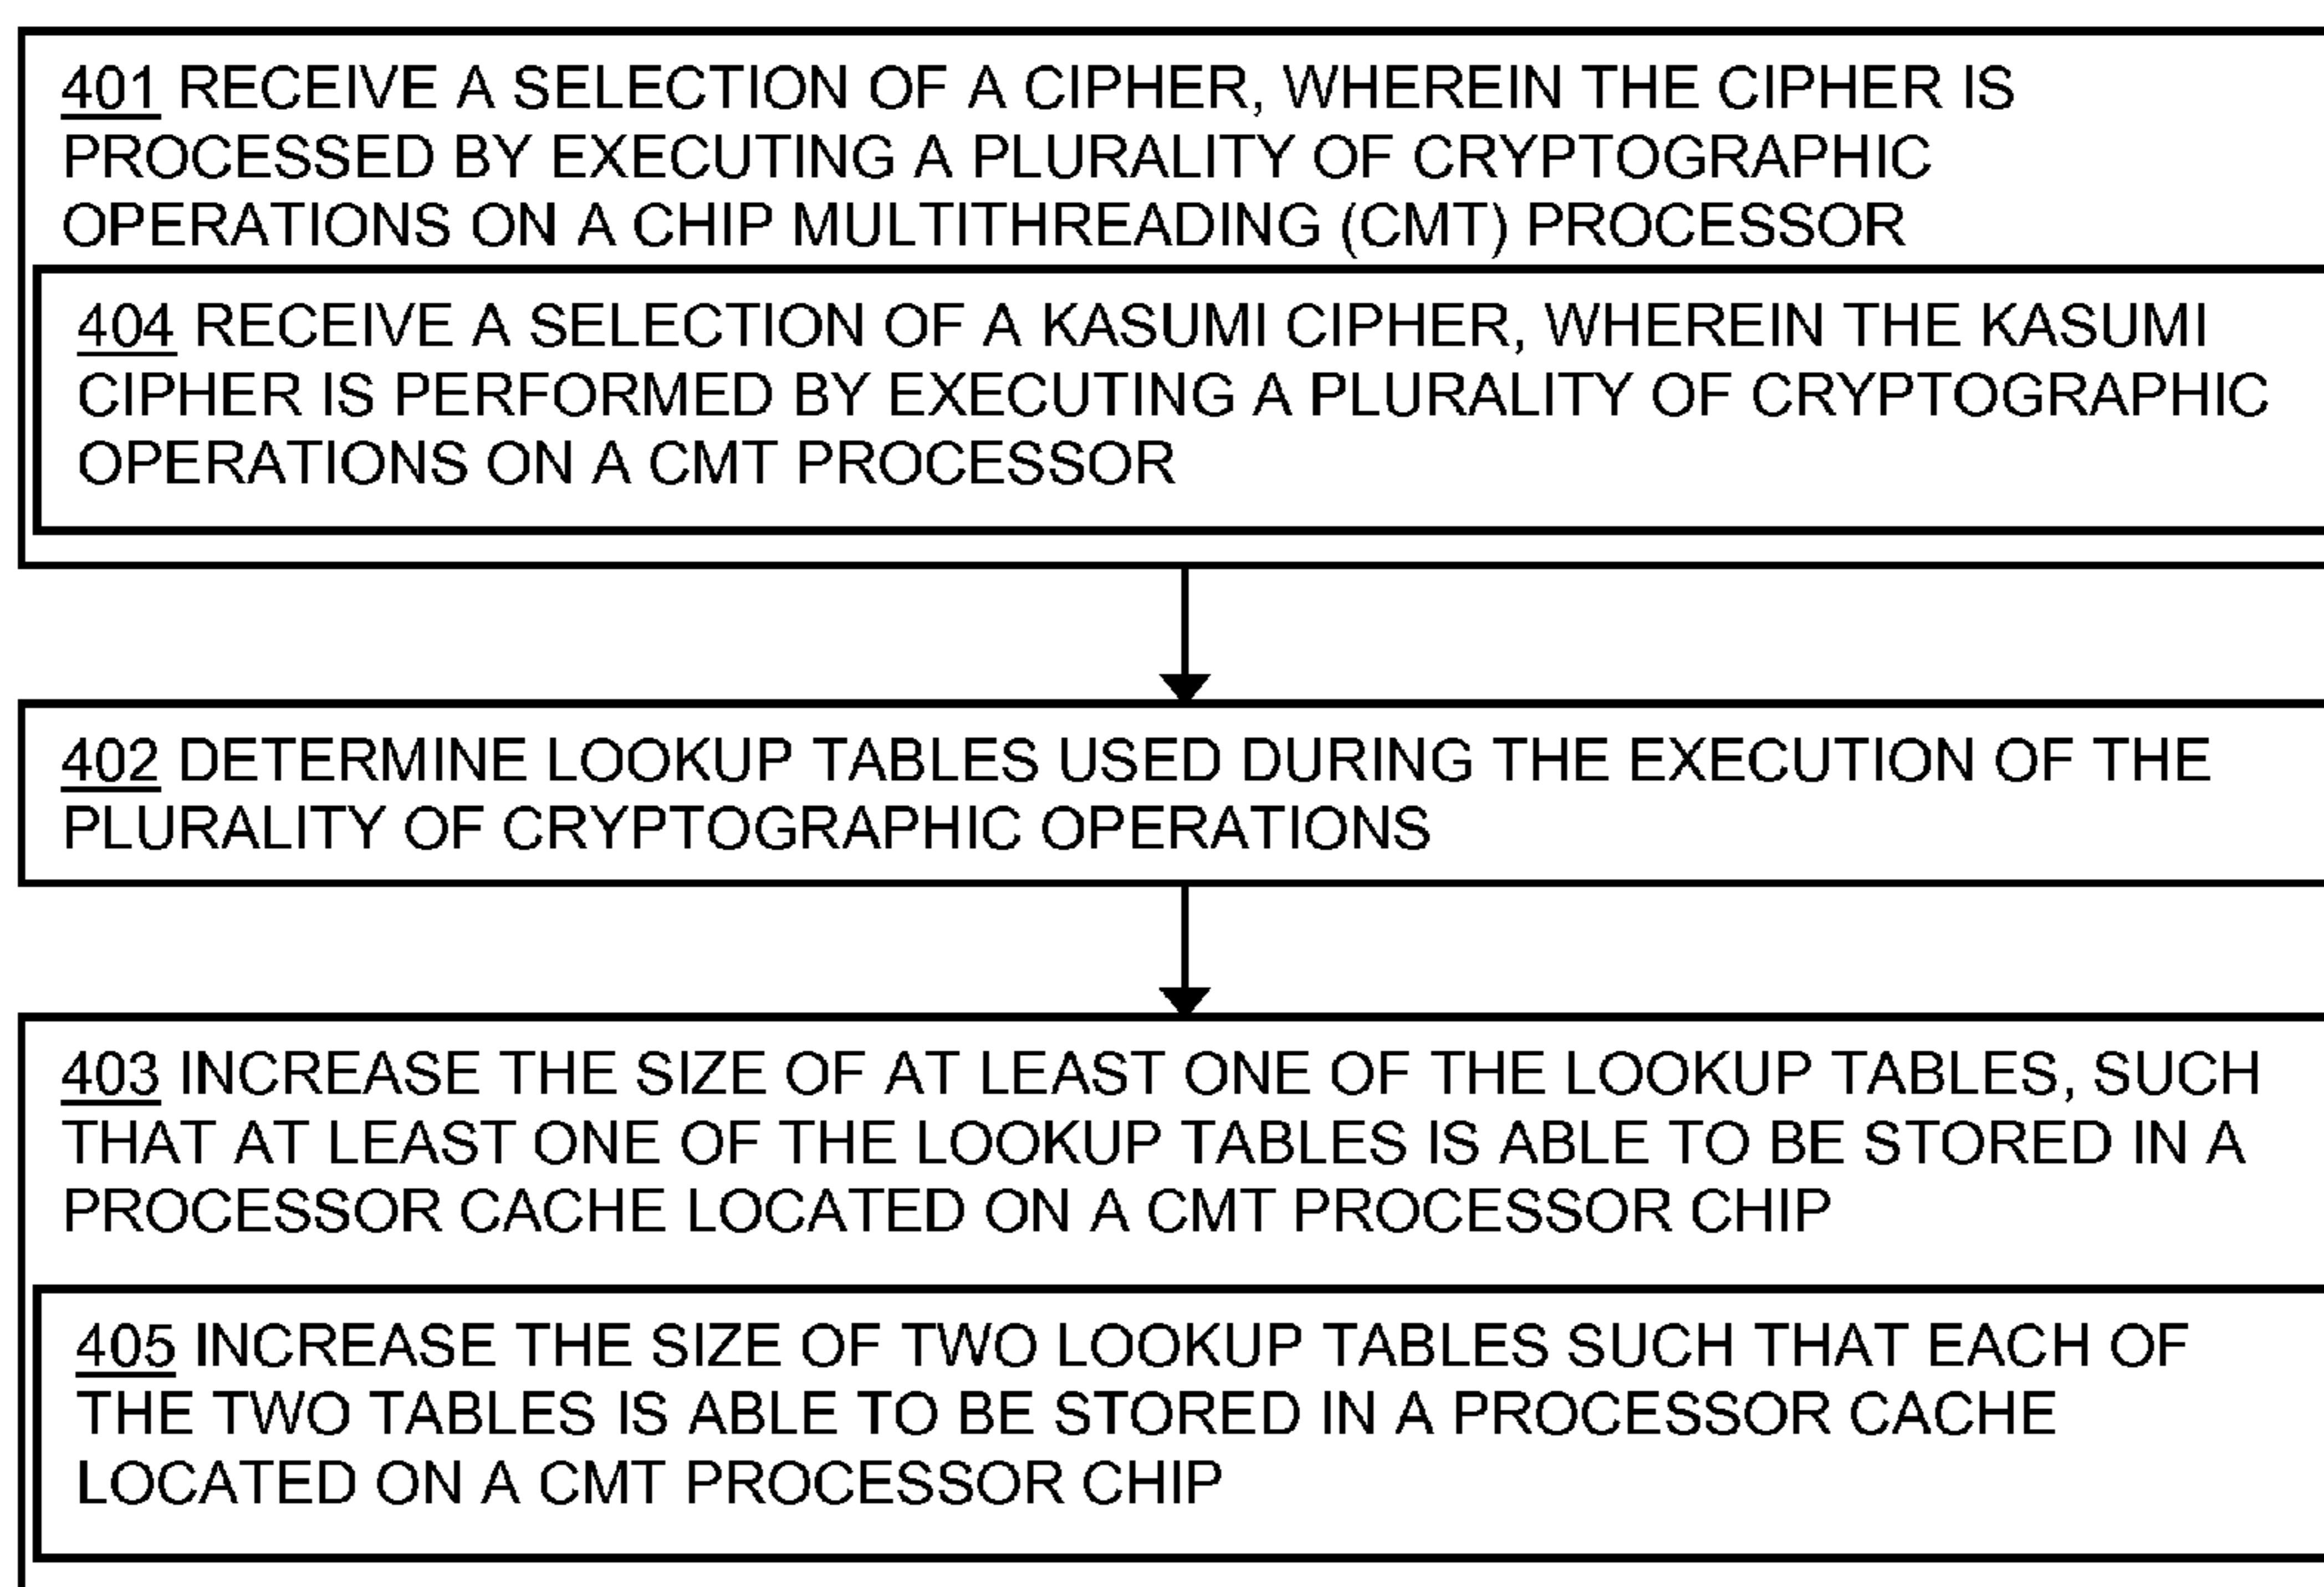 401 RECEIVE A SELECTION OF A CIPHER, WHEREIN THE CIPHER IS
PROCESSED BY EXECUTING A PLURALITY OF CRYPTOGRAPHIC
OPERATIONS ON A CHIP MULTITHREADING (CMT) PROCESSOR
404 RECEIVE A SELECTION OF A KASUMI CIPHER, WHEREIN THE KASUMI
CIPHER IS PERFORMED BY EXECUTING A PLURALITY OF CRYPTOGRAPHIC
OPERATIONS ON A CMT PROCESSOR
402 DETERMINE LOOKUP TABLES USED DURING THE EXECUTION OF THE
PLURALITY OF CRYPTOGRAPHIC OPERATIONS
403 INCREASE THE SIZE OF AT LEAST ONE OF THE LOOKUP TABLES, SUCH
THAT AT LEAST ONE OF THE LOOKUP TABLES IS ABLE TO BE STORED IN A
PROCESSOR CACHE LOCATED ON A CMT PROCESSOR CHIP
405 INCREASE THE SIZE OF TWO LOOKUP TABLES SUCH THAT EACH OF
THE TWO TABLES IS ABLE TO BE STORED IN A PROCESSOR CACHE
LOCATED ON A CMT PROCESSOR CHIP